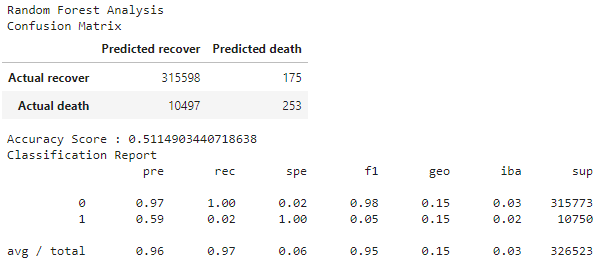 Random Forest Analysis
Confusion Matrix
Predicted recover Predicted death
Actual recover 315598 175
Actual death 10497 253
Accuracy Score : 0.5114903440718638
Classification Report
pre rec spe f1 geo iba sup
0 0.97 1.00 0.02 0.98 0.15 0.03 315773
1 0.59 0.02 1.00 0.05 0.15 0.02 10750
avg / total 0.96 0.97 0.06 0.95 0.15 0.03 326523